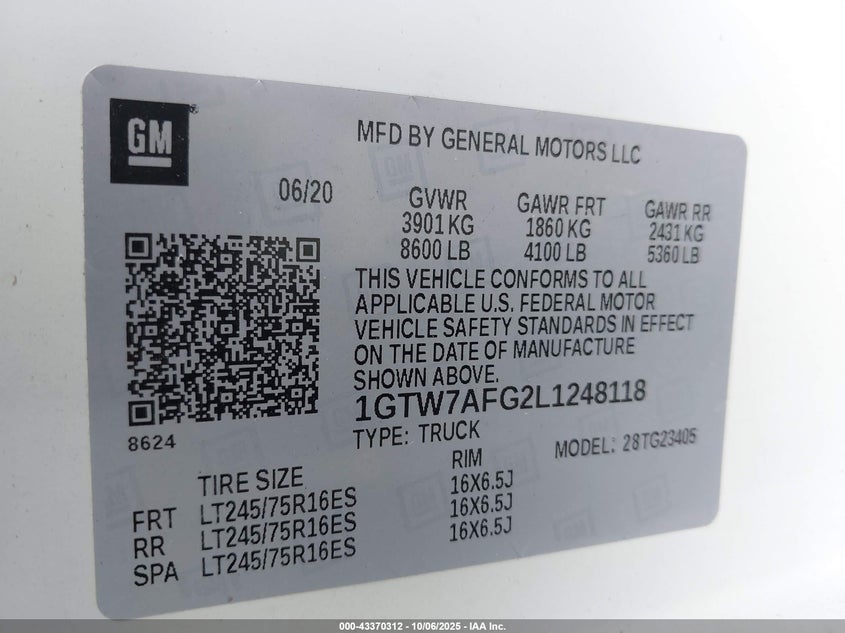 GM
MFD BY GENERAL MOTORS LLC
06/20
GVWR GAWR FRT GAWR RR
3901 KG 1860 KG 2431 KG
8600 LB 4100 LB 5360 LB
THIS VEHICLE CONFORMS TO ALL
APPLICABLE U.S. FEDERAL MOTOR
VEHICLE SAFETY STANDARDS IN EFFECT
ON THE DATE OF MANUFACTURE
SHOWN ABOVE.
1GTW7AFG2L1248118
8624
TYPE: TRUCK MODEL: 28TG23405
TIRE SIZE RIM
FRT LT245/75R16ES 16X6.5J
RR LT245/75R16ES 16X6.5J
SPA LT245/75R16ES 16X6.5J
000-43370312 - 10/06/2025 - IAA Inc.